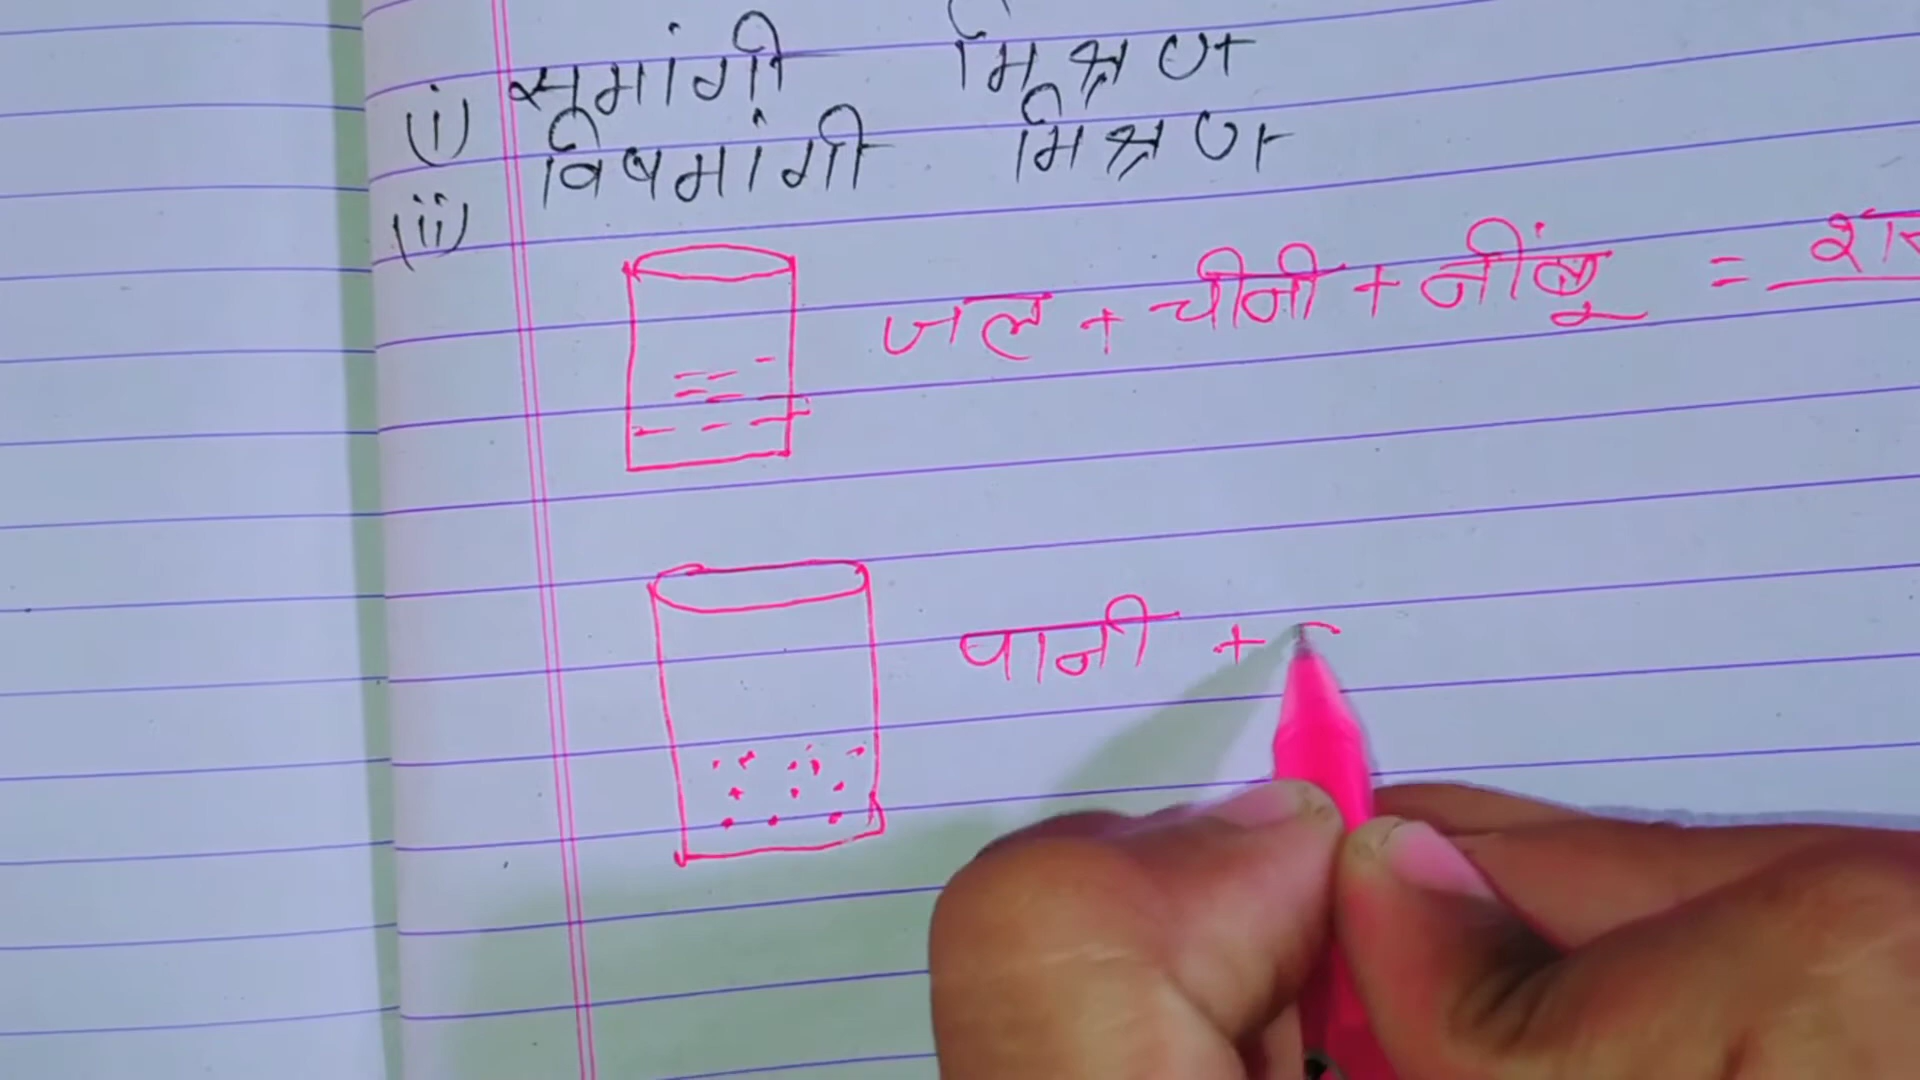 (i) समांगी मिश्रण
(ii) विषमांगी मिश्रण
जल + चीनी + नींबू =
पानी +